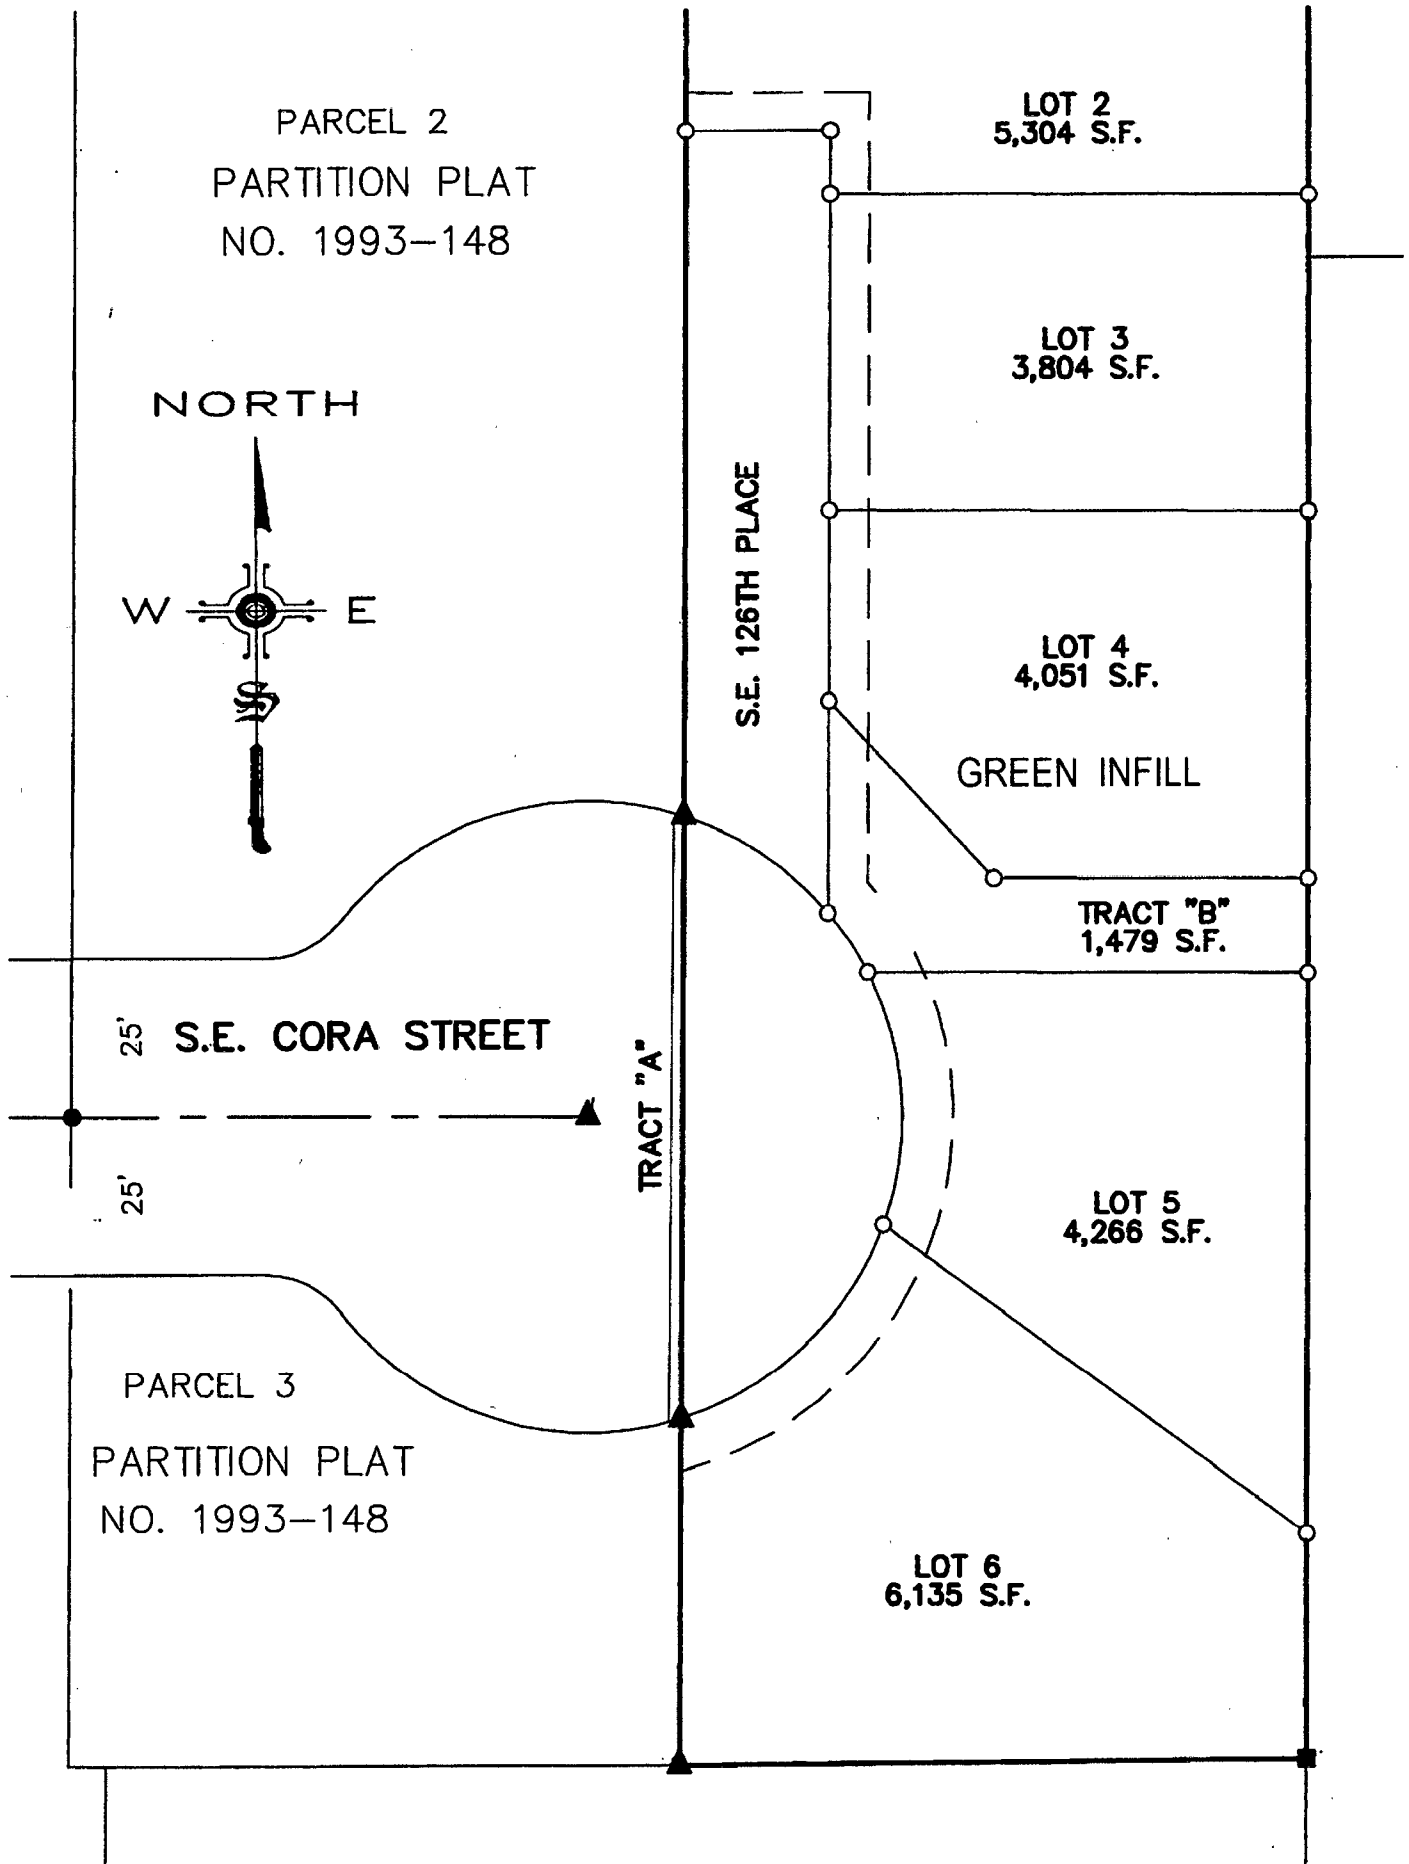 PARCEL 2
PARTITION PLAT
NO. 1993-148
LOT 2
5,304 S.F.
LOT 3
3,804 S.F.
NORTH
W E
S.E. 126TH PLACE
LOT 4
4,051 S.F.
GREEN INFILL
TRACT "B"
1,479 S.F.
25'
S.E. CORA STREET
TRACT "A"
25'
LOT 5
4,266 S.F.
PARCEL 3
PARTITION PLAT
NO. 1993-148
LOT 6
6,135 S.F.